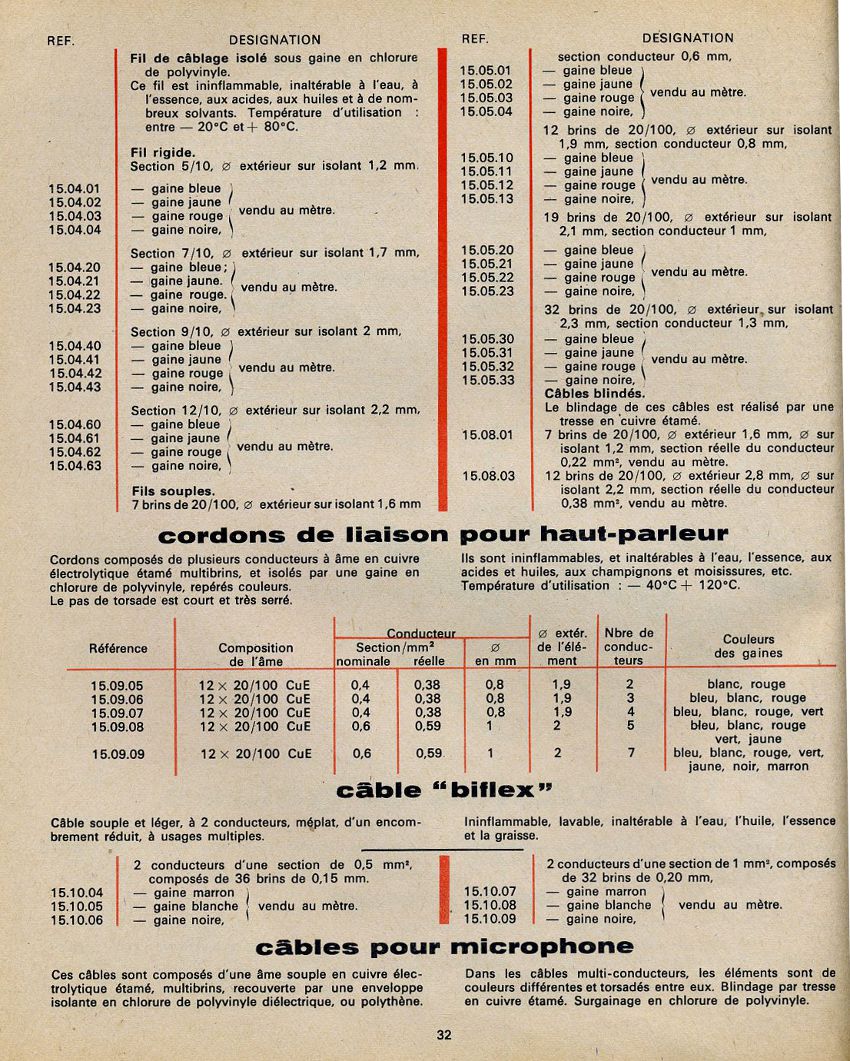 REF. DESIGNATION
Fil de câblage isolé sous gaine en chlorure
de polyvinyle.
Ce fil est ininflammable, inaltérable à l'eau, à
l'essence, aux acides, aux huiles et à de nom-
breux solvants. Température d'utilisation :
entre — 20°C et + 80°C.
Fil rigide.
Section 5/10, ⌀ extérieur sur isolant 1,2 mm.
15.04.01 — gaine bleue
15.04.02 — gaine jaune
15.04.03 — gaine rouge
vendu au mètre.
15.04.04 — gaine noire,
Section 7/10, ⌀ extérieur sur isolant 1,7 mm,
15.04.20 — gaine bleue;
15.04.21 — gaine jaune.
15.04.22 — gaine rouge.
vendu au mètre.
15.04.23 — gaine noire,
Section 9/10, ⌀ extérieur sur isolant 2 mm,
15.04.40 — gaine bleue
15.04.41 — gaine jaune
15.04.42 — gaine rouge
vendu au mètre.
15.04.43 — gaine noire,
Section 12/10, ⌀ extérieur sur isolant 2,2 mm,
15.04.60 — gaine bleue
15.04.61 — gaine jaune
15.04.62 — gaine rouge
vendu au mètre.
15.04.63 — gaine noire,
Fils souples.
7 brins de 20/100, ⌀ extérieur sur isolant 1,6 mm
REF. DESIGNATION
section conducteur 0,6 mm,
15.05.01 — gaine bleue
15.05.02 — gaine jaune
15.05.03 — gaine rouge
vendu au mètre.
15.05.04 — gaine noire,
12 brins de 20/100, ⌀ extérieur sur isolant
1,9 mm, section conducteur 0,8 mm,
15.05.10 — gaine bleue
15.05.11 — gaine jaune
15.05.12 — gaine rouge
vendu au mètre.
15.05.13 — gaine noire,
19 brins de 20/100, ⌀ extérieur sur isolant
2,1 mm, section conducteur 1 mm,
15.05.20 — gaine bleue
15.05.21 — gaine jaune
15.05.22 — gaine rouge
vendu au mètre.
15.05.23 — gaine noire,
32 brins de 20/100, ⌀ extérieur sur isolant
2,3 mm, section conducteur 1,3 mm,
15.05.30 — gaine bleue
15.05.31 — gaine jaune
15.05.32 — gaine rouge
vendu au mètre.
15.05.33 — gaine noire,
Câbles blindés.
Le blindage de ces câbles est réalisé par une
tresse en cuivre étamé.
15.08.01 7 brins de 20/100, ⌀ extérieur 1,6 mm, ⌀ sur
isolant 1,2 mm, section réelle du conducteur
0,22 mm², vendu au mètre.
15.08.03 12 brins de 20/100, ⌀ extérieur 2,8 mm, ⌀ sur
isolant 2,2 mm, section réelle du conducteur
0,38 mm², vendu au mètre.
cordons de liaison pour haut-parleur
Cordons composés de plusieurs conducteurs à âme en cuivre
électrolytique étamé multibrins, et isolés par une gaine en
chlorure de polyvinyle, repérés couleurs.
Le pas de torsade est court et très serré.
Ils sont ininflammables, et inaltérables à l'eau, l'essence, aux
acides et huiles, aux champignons et moisissures, etc.
Température d'utilisation : — 40°C + 120°C.
Référence
Composition
de l'âme
Conducteur
Section/mm²
nominale réelle
⌀
en mm
⌀ extér.
de l'élé-
ment
Nbre de
conduc-
teurs
Couleurs
des gaines
15.09.05 12 × 20/100 CuE 0,4 0,38 0,8 1,9 2 blanc, rouge
15.09.06 12 × 20/100 CuE 0,4 0,38 0,8 1,9 3 bleu, blanc, rouge
15.09.07 12 × 20/100 CuE 0,4 0,38 0,8 1,9 4 bleu, blanc, rouge, vert
15.09.08 12 × 20/100 CuE 0,6 0,59 1 2 5 bleu, blanc, rouge
vert, jaune
15.09.09 12 × 20/100 CuE 0,6 0,59 1 2 7 bleu, blanc, rouge, vert,
jaune, noir, marron
câble "biflex"
Câble souple et léger, à 2 conducteurs, méplat, d'un encom-
brement réduit, à usages multiples.
Ininflammable, lavable, inaltérable à l'eau, l'huile, l'essence
et la graisse.
2 conducteurs d'une section de 0,5 mm²,
composés de 36 brins de 0,15 mm.
15.10.04 — gaine marron
15.10.05 — gaine blanche vendu au mètre.
15.10.06 — gaine noire,
2 conducteurs d'une section de 1 mm², composés
de 32 brins de 0,20 mm,
15.10.07 — gaine marron
15.10.08 — gaine blanche vendu au mètre.
15.10.09 — gaine noire,
câbles pour microphone
Ces câbles sont composés d'une âme souple en cuivre élec-
trolytique étamé, multibrins, recouverte par une enveloppe
isolante en chlorure de polyvinyle diélectrique, ou polythène.
Dans les câbles multi-conducteurs, les éléments sont de
couleurs différentes et torsadés entre eux. Blindage par tresse
en cuivre étamé. Surgainage en chlorure de polyvinyle.
32